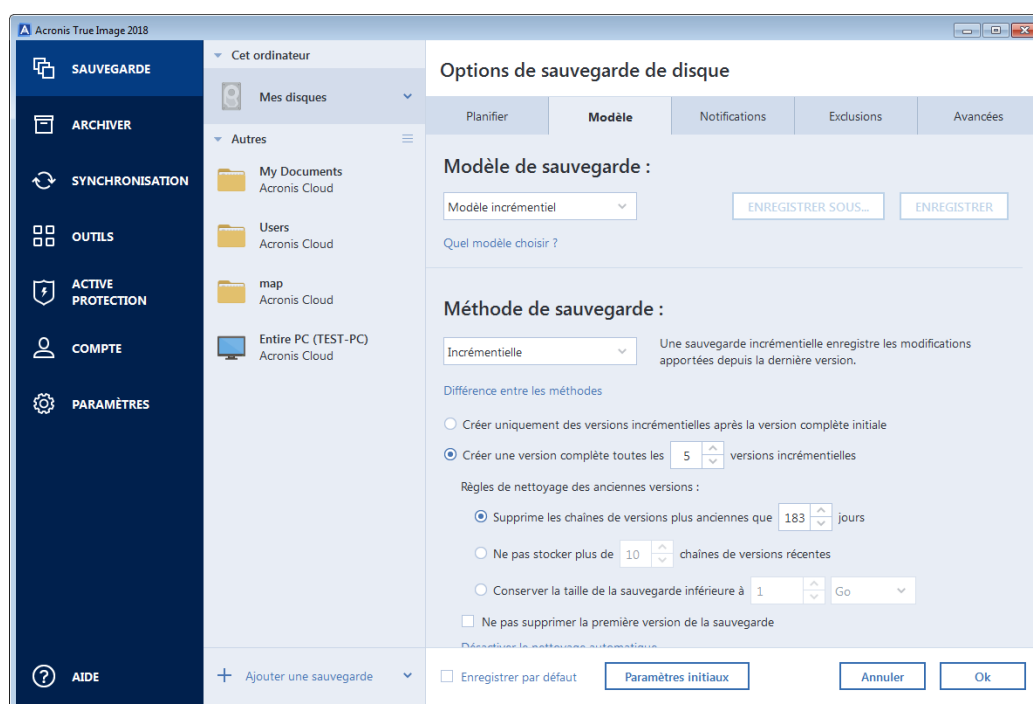 Acronis True Image 2018
SAUVEGARDE
ARCHIVER
SYNCHRONISATION
OUTILS
ACTIVE
PROTECTION
COMPTE
PARAMÈTRES
AIDE
Cet ordinateur
Mes disques
Autres
My Documents
Acronis Cloud
Users
Acronis Cloud
map
Acronis Cloud
Entire PC (TEST-PC)
Acronis Cloud
Ajouter une sauvegarde
Options de sauvegarde de disque
Planifier Modèle Notifications Exclusions Avancées
Modèle de sauvegarde :
Modèle incrémentiel ENREGISTRER SOUS... ENREGISTRER
Quel modèle choisir ?
Méthode de sauvegarde :
Incrémentielle
Une sauvegarde incrémentielle enregistre les modifications
apportées depuis la dernière version.
Différence entre les méthodes
Créer uniquement des versions incrémentielles après la version complète initiale
Créer une version complète toutes les 5 versions incrémentielles
Règles de nettoyage des anciennes versions :
Supprime les chaînes de versions plus anciennes que 183 jours
Ne pas stocker plus de 10 chaînes de versions récentes
Conserver la taille de la sauvegarde inférieure à 1 Go
Ne pas supprimer la première version de la sauvegarde
Désactiver le nettoyage automatique
Enregistrer par défaut Paramètres initiaux Annuler Ok